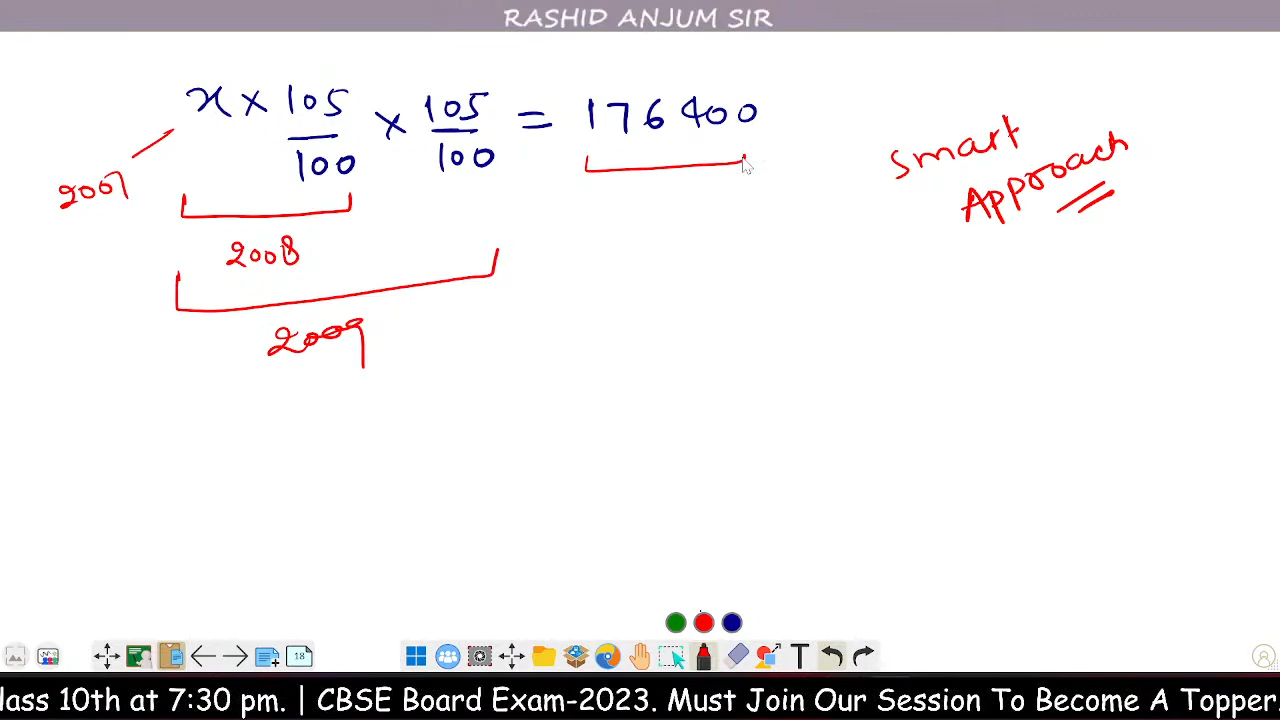 RASHID ANJUM SIR
x × 105/100 × 105/100 = 176400
2007
2008
2009
Smart
Approach
18
T
lass 10th at 7:30 pm. | CBSE Board Exam-2023. Must Join Our Session To Become A Topper.